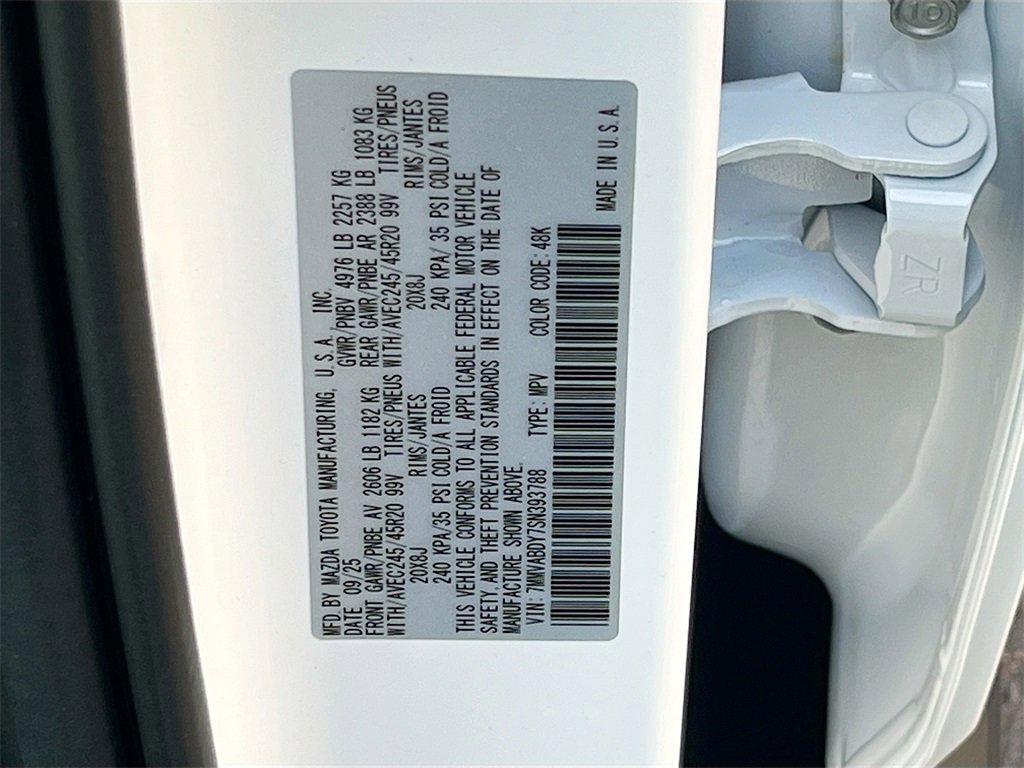 MFD.BY MAZDA TOYOTA MANUFACTURING, U.S.A. INC.
DATE 09/25 GVWR/PNBV 4976 LB 2257 KG
FRONT GAWR/PNBE AV 2606 LB 1182 KG REAR GAWR/PNBE AR 2388 LB 1083 KG
WITH/AVEC245/45R20 99V TIRES/PNEUS WITH/AVEC245/45R20 99V TIRES/PNEUS
20X8J RIMS/JANTES 20X8J RIMS/JANTES
240 KPA/35 PSI COLD/A FROID 240 KPA/ 35 PSI COLD/A FROID
THIS VEHICLE CONFORMS TO ALL APPLICABLE FEDERAL MOTOR VEHICLE
SAFETY, AND THEFT PREVENTION STANDARDS IN EFFECT ON THE DATE OF
MANUFACTURE SHOWN ABOVE.
VIN: 7MMVABDY7SN393788 TYPE: MPV COLOR CODE: 48K
MADE IN U.S.A.
10
ZR
ZR